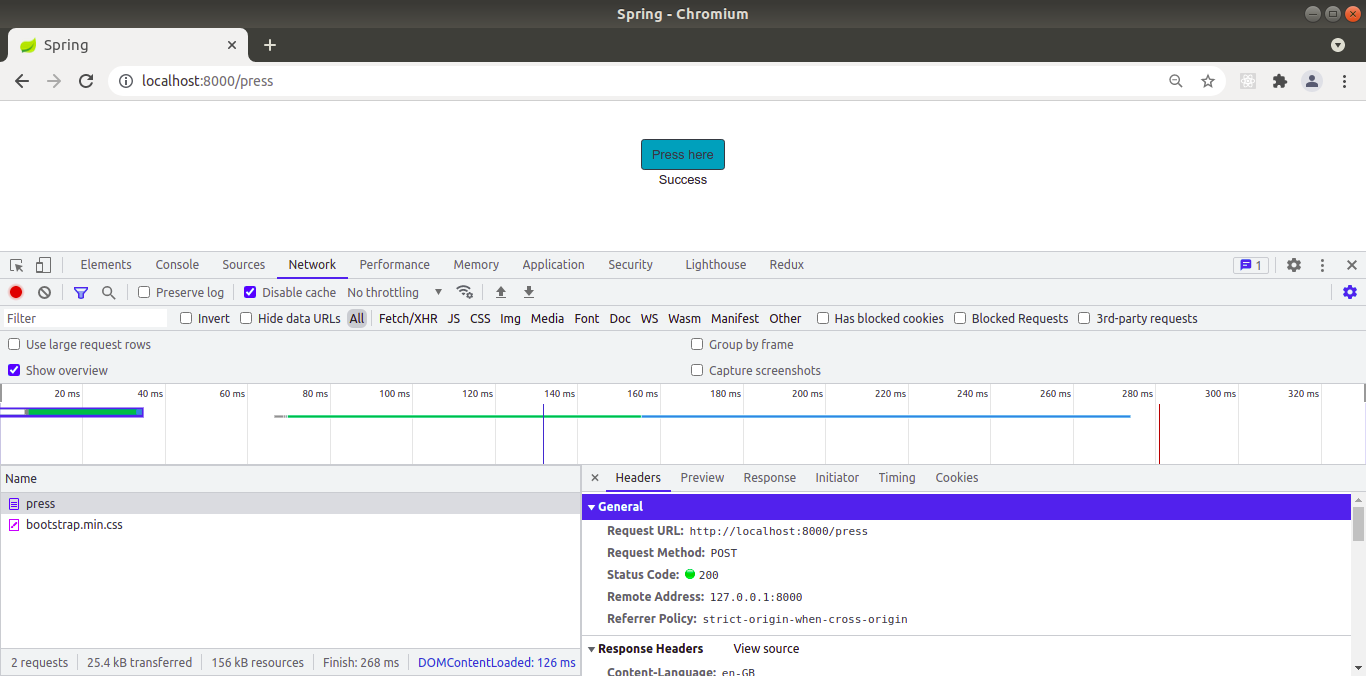 Spring - Chromium
Spring
localhost:8000/press
Press here
Success
Elements Console Sources Network Performance Memory Application Security Lighthouse Redux 1
Preserve log Disable cache No throttling
Filter Invert Hide data URLs All Fetch/XHR JS CSS Img Media Font Doc WS Wasm Manifest Other Has blocked cookies Blocked Requests 3rd-party requests
Use large request rows Group by frame
Show overview Capture screenshots
20 ms 40 ms 60 ms 80 ms 100 ms 120 ms 140 ms 160 ms 180 ms 200 ms 220 ms 240 ms 260 ms 280 ms 300 ms 320 ms
Name
press
bootstrap.min.css
2 requests 25.4 kB transferred 156 kB resources Finish: 268 ms DOMContentLoaded: 126 ms
Headers Preview Response Initiator Timing Cookies
General
Request URL: http://localhost:8000/press
Request Method: POST
Status Code: 200
Remote Address: 127.0.0.1:8000
Referrer Policy: strict-origin-when-cross-origin
Response Headers View source
Content-Language: en-GB